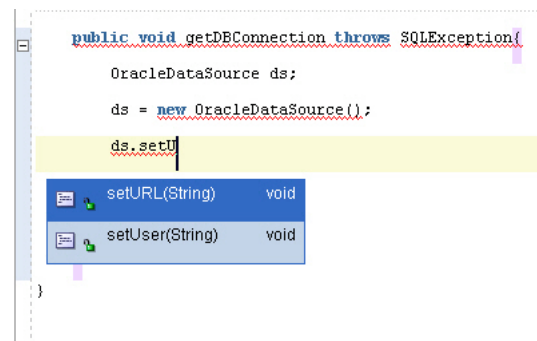 public void getDBConnection throws SQLException{
OracleDataSource ds;
ds = new OracleDataSource();
ds.setU
setURL(String) void
setUser(String) void
}